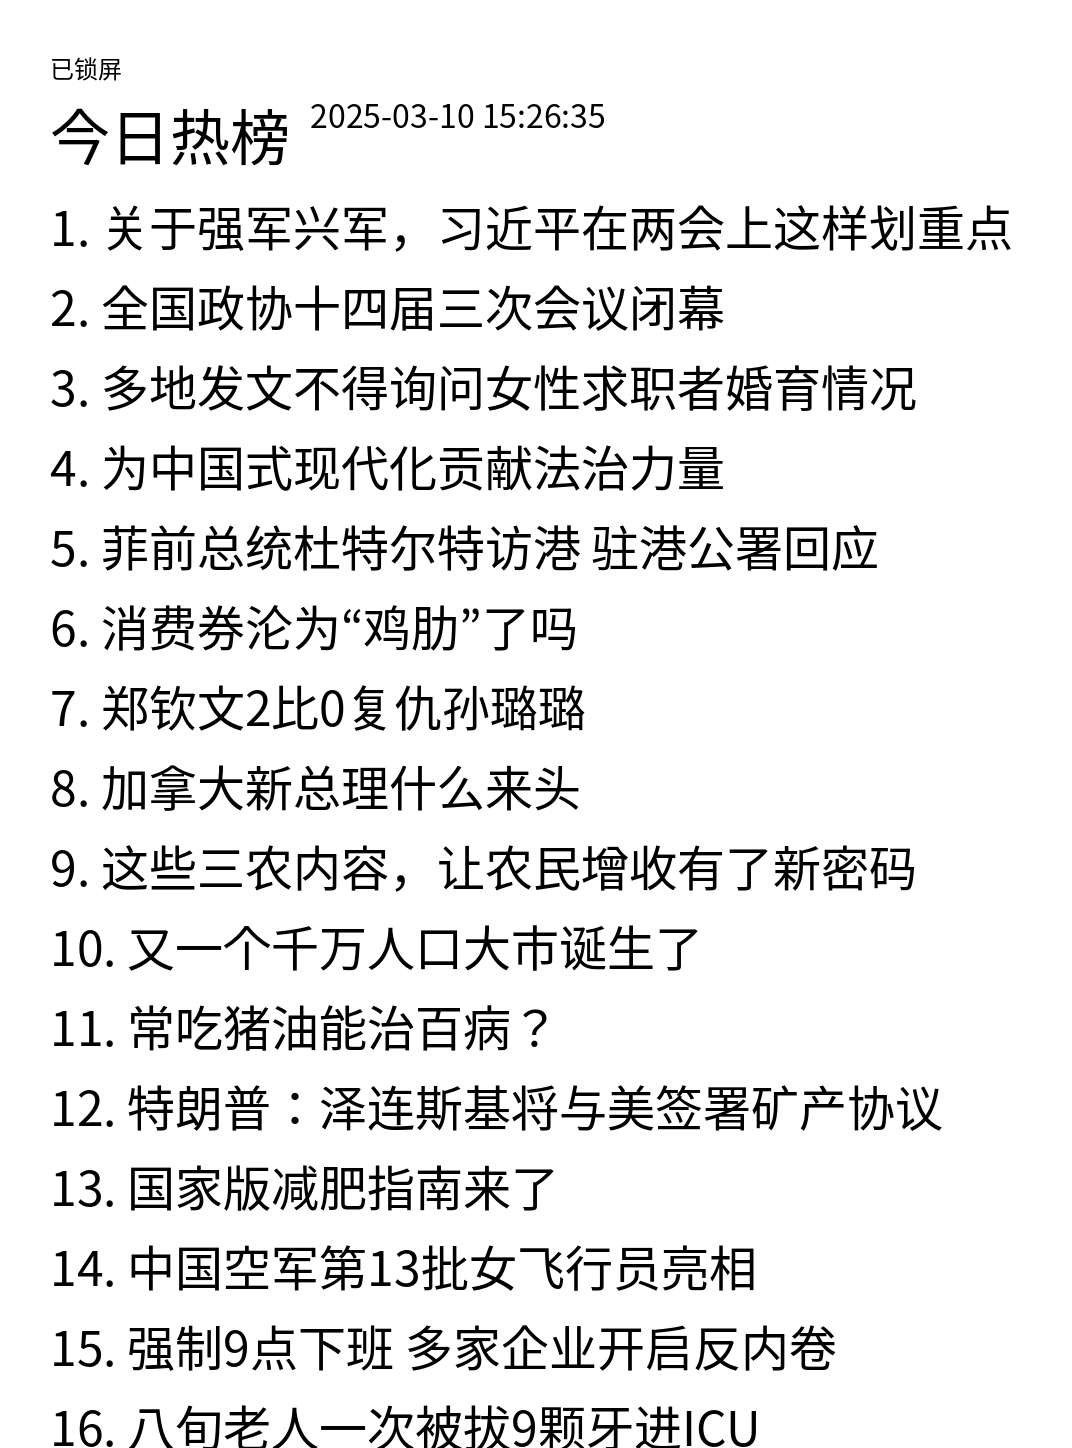 已锁屏
今日热榜 2025-03-10 15:26:35
1. 关于强军兴军，习近平在两会上这样划重点
2. 全国政协十四届三次会议闭幕
3. 多地发文不得询问女性求职者婚育情况
4. 为中国式现代化贡献法治力量
5. 菲前总统杜特尔特访港 驻港公署回应
6. 消费券沦为“鸡肋”了吗
7. 郑钦文2比0复仇孙璐璐
8. 加拿大新总理什么来头
9. 这些三农内容，让农民增收有了新密码
10. 又一个千万人口大市诞生了
11. 常吃猪油能治百病？
12. 特朗普：泽连斯基将与美签署矿产协议
13. 国家版减肥指南来了
14. 中国空军第13批女飞行员亮相
15. 强制9点下班 多家企业开启反内卷
16. 八旬老人一次被拔9颗牙进ICU